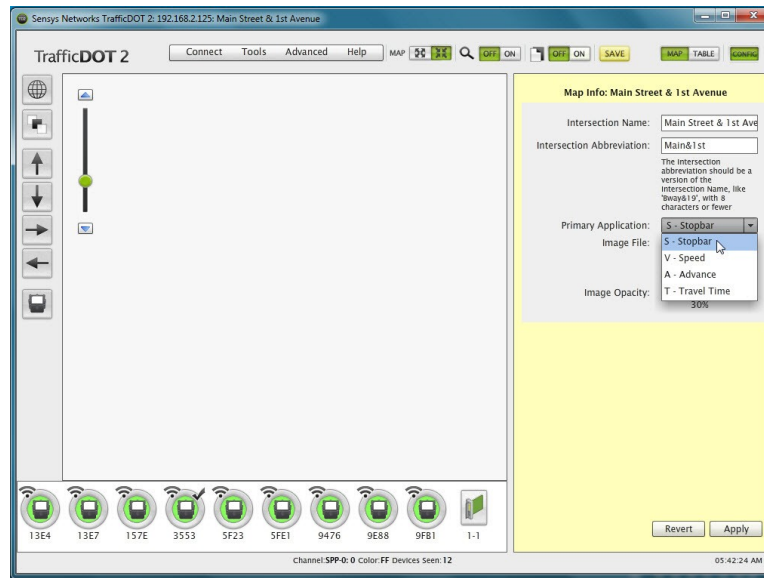 Sensys Networks TrafficDOT 2: 192.168.2.125: Main Street & 1st Avenue
TrafficDOT 2
Connect Tools Advanced Help
MAP
OFF ON
OFF ON
SAVE
MAP TABLE
CONFIG
Map Info: Main Street & 1st Avenue
Intersection Name: Main Street & 1st Ave
Intersection Abbreviation: Main&1st
The intersection
abbreviation should be a
version of the
Intersection Name, like
'Bway&19', with 8
characters or fewer
Primary Application: S - Stopbar
Image File:
S - Stopbar
V - Speed
A - Advance
T - Travel Time
Image Opacity:
30%
Revert Apply
13E4 13E7 157E 3553 5F23 5FE1 9476 9E88 9FB1 1-1
Channel:SPP-0: 0 Color:FF Devices Seen:12
05:42:24 AM